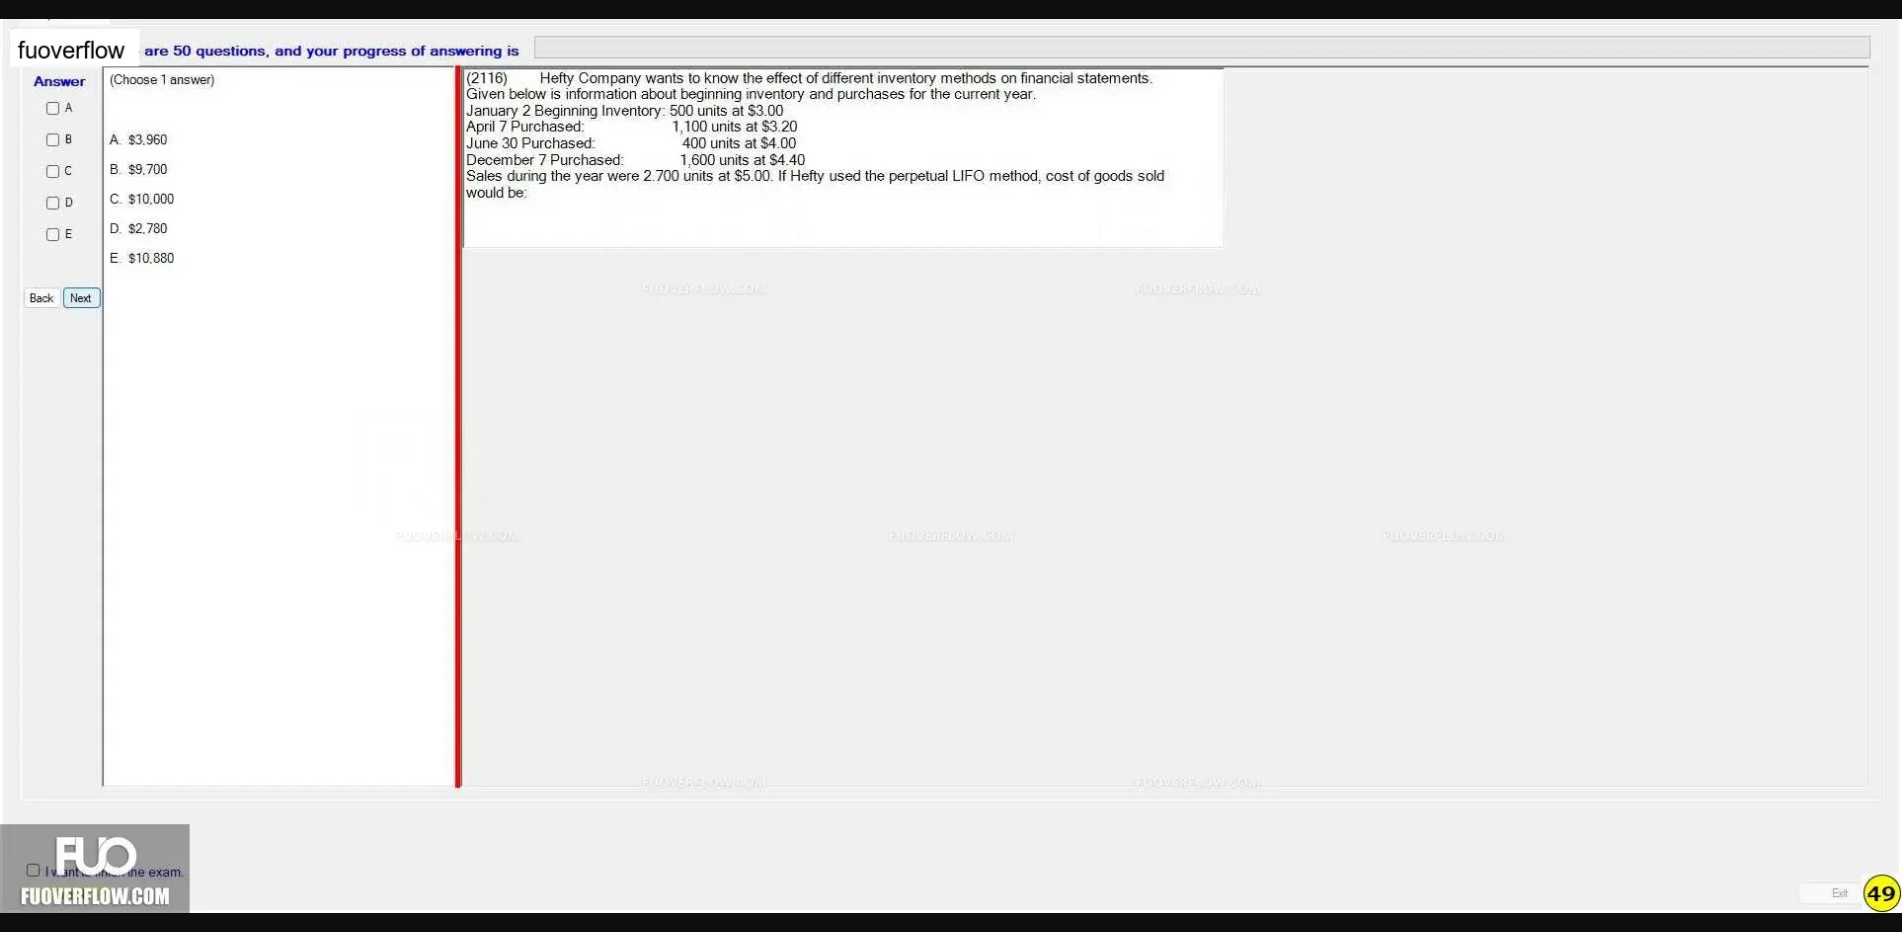 fuoverflow are 50 questions, and your progress of answering is
Answer
(Choose 1 answer)
A
B
C
D
E
A. $3,960
B. $9,700
C. $10,000
D. $2,780
E. $10,880
Back Next
(2116) Hefty Company wants to know the effect of different inventory methods on financial statements.
Given below is information about beginning inventory and purchases for the current year.
January 2 Beginning Inventory: 500 units at $3.00
April 7 Purchased: 1,100 units at $3.20
June 30 Purchased: 400 units at $4.00
December 7 Purchased: 1,600 units at $4.40
Sales during the year were 2.700 units at $5.00. If Hefty used the perpetual LIFO method, cost of goods sold
would be:
FUOVERFLOW.COM FUOVERFLOW.COM
FUOVERFLOW.COM FUOVERFLOW.COM FUOVERFLOW.COM
FUOVERFLOW.COM FUOVERFLOW.COM
FUO
I want to finish the exam.
FUOVERFLOW.COM
Exit 49